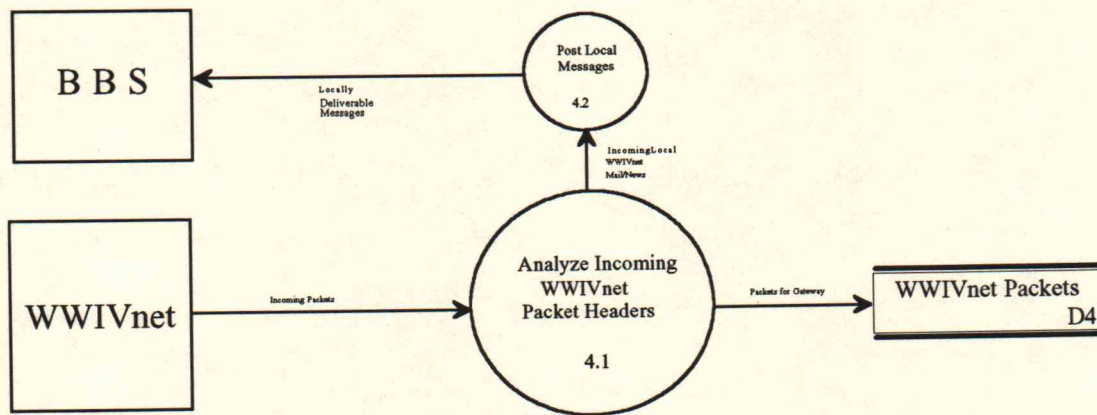 B B S
Post Local
Messages
4.2
Locally
Deliverable
Messages
IncomingLocal
WWIVnet
Mail/News
WWIVnet
Incoming Packets
Analyze Incoming
WWIVnet
Packet Headers
4.1
Packets for Gateway
WWIVnet Packets
D4